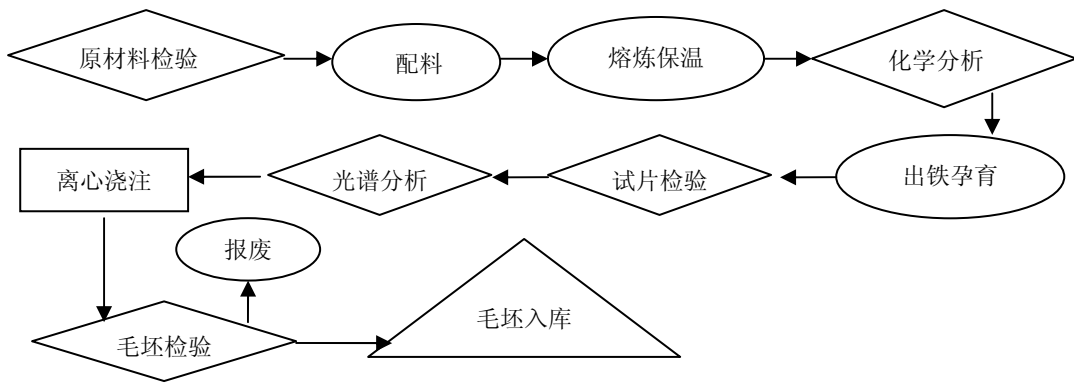 原材料检验
配料
熔炼保温
化学分析
出铁孕育
试片检验
光谱分析
离心浇注
毛坯检验
报废
毛坯入库